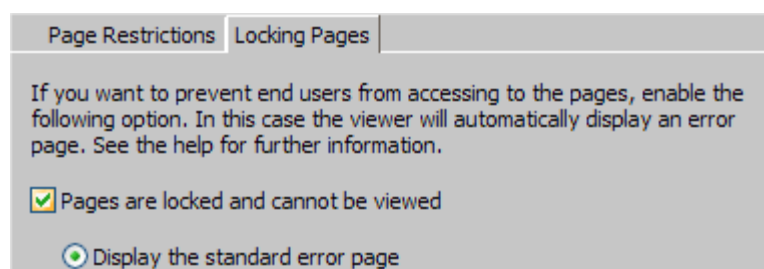 Page Restrictions Locking Pages
If you want to prevent end users from accessing to the pages, enable the
following option. In this case the viewer will automatically display an error
page. See the help for further information.
Pages are locked and cannot be viewed
Display the standard error page